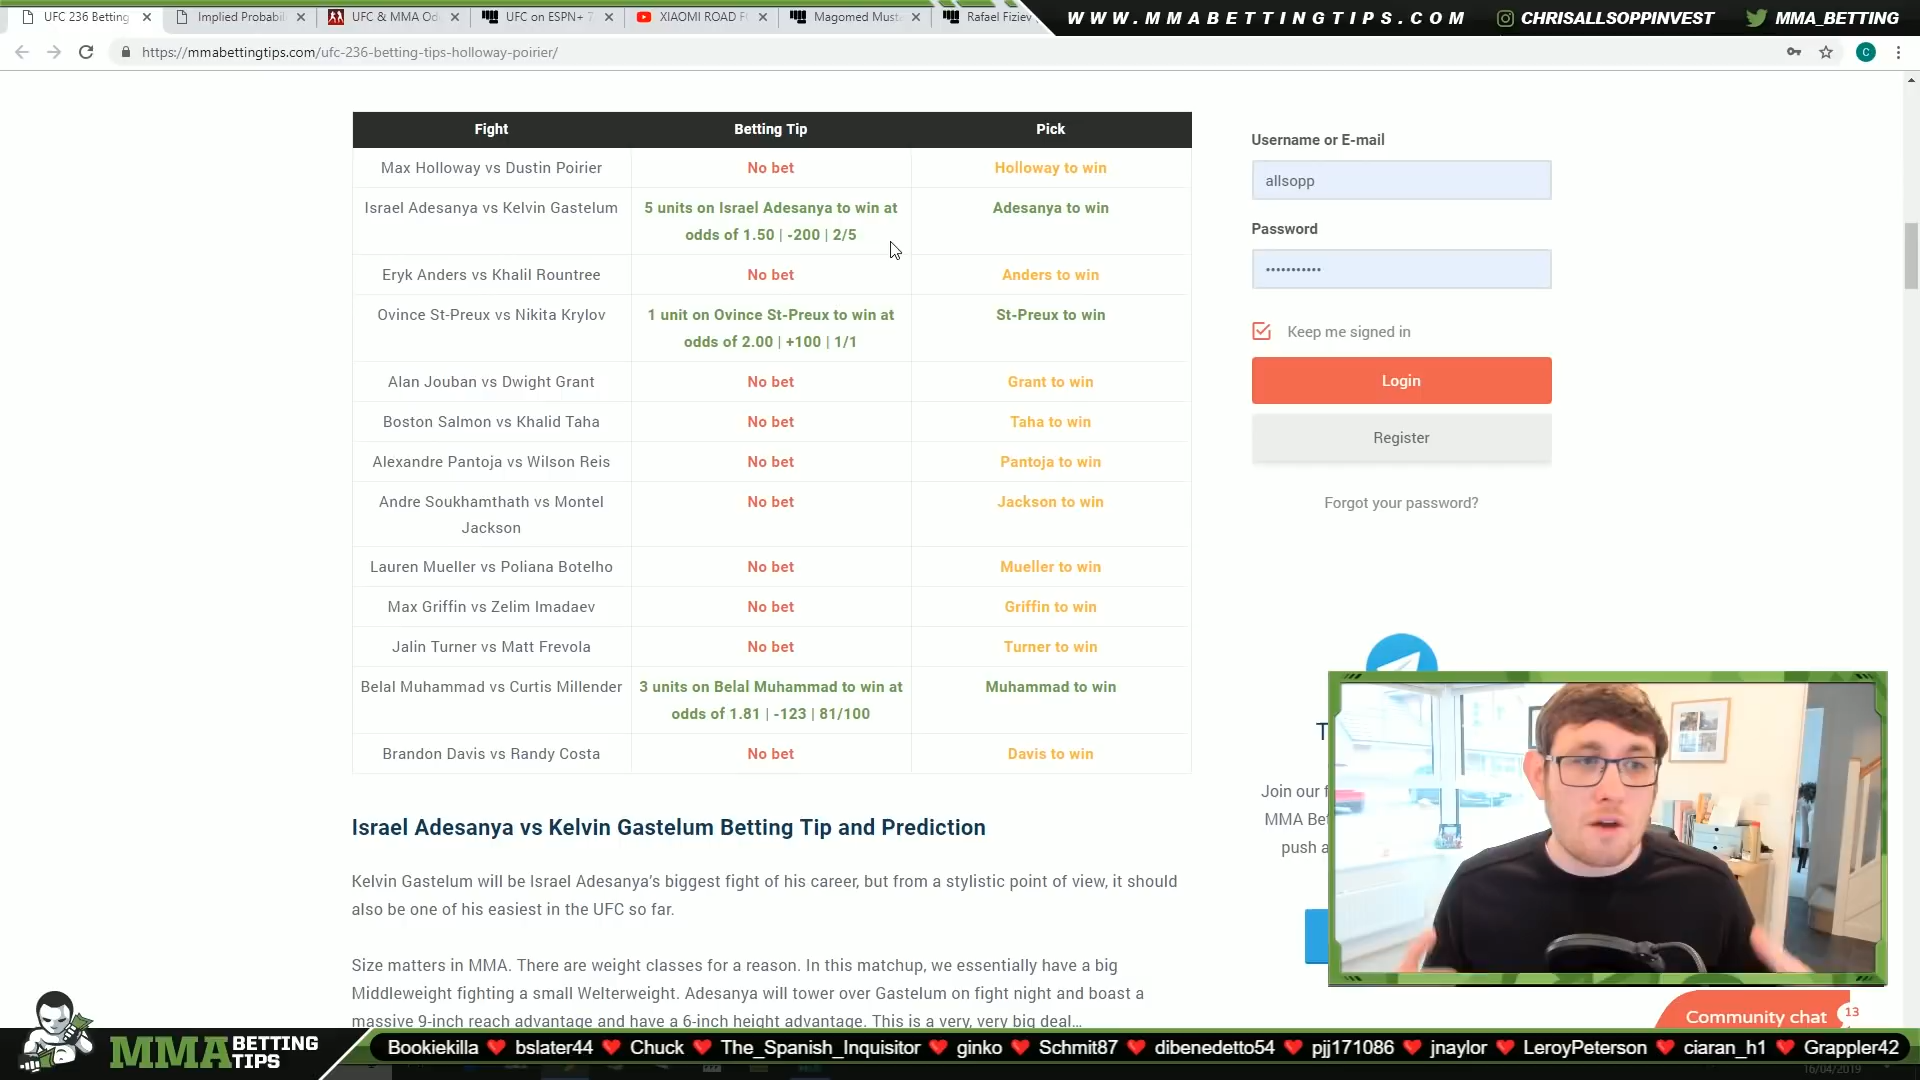 UFC 236 Betting
Implied Probabil
UFC & MMA Od
UFC on ESPN+ 7
XIAOMI ROAD F
Magomed Must
Rafael Fiziev
WWW.MMABETTINGTIPS.COM
CHRISALLSOPPINVEST
MMA_BETTING
https://mmabettingtips.com/ufc-236-betting-tips-holloway-poirier/
C
Fight Betting Tip Pick
Max Holloway vs Dustin Poirier No bet Holloway to win
Israel Adesanya vs Kelvin Gastelum 5 units on Israel Adesanya to win at Adesanya to win
odds of 1.50 | -200 | 2/5
Eryk Anders vs Khalil Rountree No bet Anders to win
Ovince St-Preux vs Nikita Krylov 1 unit on Ovince St-Preux to win at St-Preux to win
odds of 2.00 | +100 | 1/1
Alan Jouban vs Dwight Grant No bet Grant to win
Boston Salmon vs Khalid Taha No bet Taha to win
Alexandre Pantoja vs Wilson Reis No bet Pantoja to win
Andre Soukhamthath vs Montel No bet Jackson to win
Jackson
Lauren Mueller vs Poliana Botelho No bet Mueller to win
Max Griffin vs Zelim Imadaev No bet Griffin to win
Jalin Turner vs Matt Frevola No bet Turner to win
Belal Muhammad vs Curtis Millender 3 units on Belal Muhammad to win at Muhammad to win
odds of 1.81 | -123 | 81/100
Brandon Davis vs Randy Costa No bet Davis to win
Israel Adesanya vs Kelvin Gastelum Betting Tip and Prediction
Kelvin Gastelum will be Israel Adesanya's biggest fight of his career, but from a stylistic point of view, it should
also be one of his easiest in the UFC so far.
Size matters in MMA. There are weight classes for a reason. In this matchup, we essentially have a big
Middleweight fighting a small Welterweight. Adesanya will tower over Gastelum on fight night and boast a
massive 9-inch reach advantage and have a 6-inch height advantage. This is a very, very big deal...
Username or E-mail
allsopp
Password
•••••••••••
Keep me signed in
Login
Register
Forgot your password?
Join our f
MMA Bet
push a
Community chat 13
MMA BETTING
TIPS
Bookiekilla ❤ bslater44 ❤ Chuck ❤ The_Spanish_Inquisitor ❤ ginko ❤ Schmit87 ❤ dibenedetto54 ❤ pjj171086 ❤ jnaylor ❤ LeroyPeterson ❤ ciaran_h1 ❤ Grappler42
16/04/2019